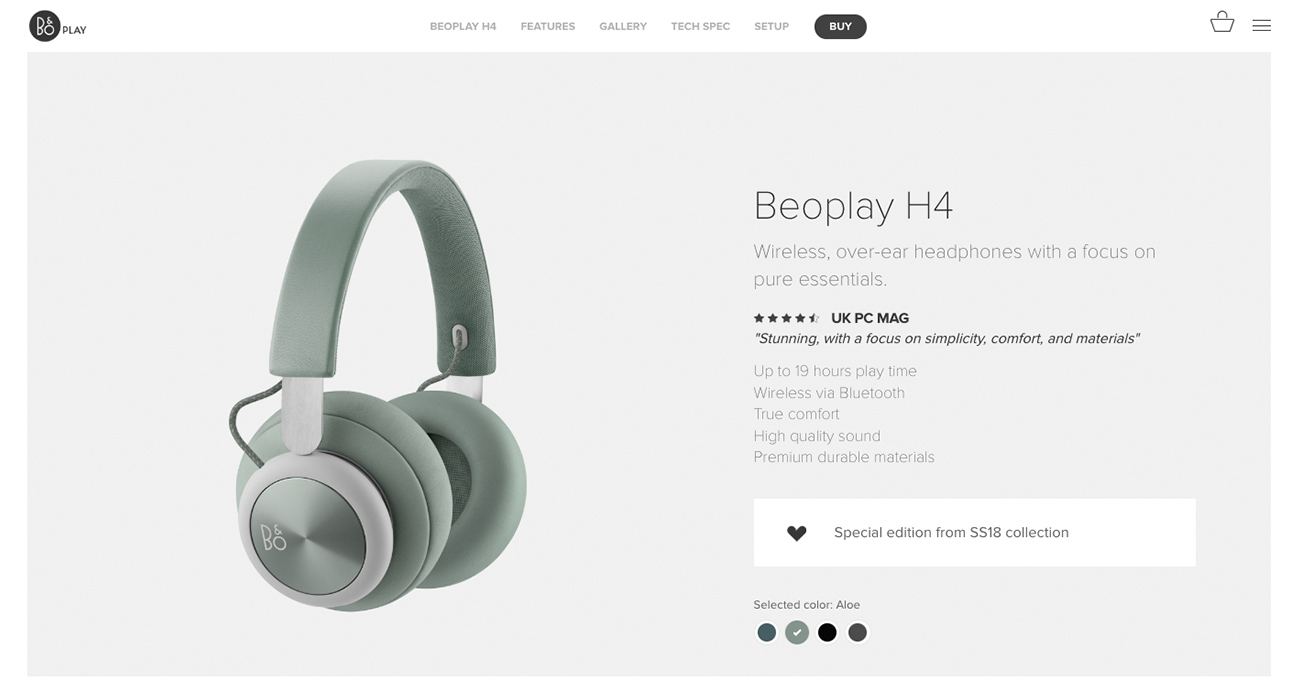 B&O PLAY
BEOPLAY H4 FEATURES GALLERY TECH SPEC SETUP BUY
Beoplay H4
Wireless, over-ear headphones with a focus on
pure essentials.
UK PC MAG
"Stunning, with a focus on simplicity, comfort, and materials"
Up to 19 hours play time
Wireless via Bluetooth
True comfort
High quality sound
Premium durable materials
B&O
Special edition from SS18 collection
Selected color: Aloe